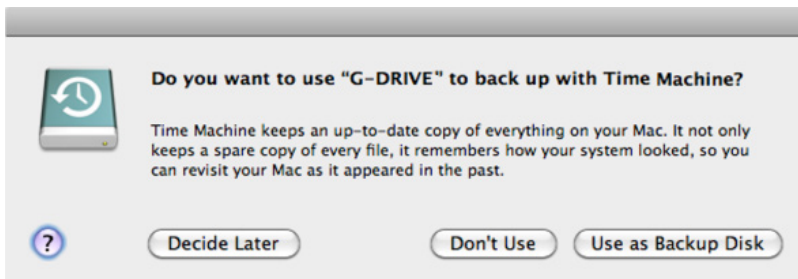 Do you want to use “G-DRIVE” to back up with Time Machine?
Time Machine keeps an up-to-date copy of everything on your Mac. It not only
keeps a spare copy of every file, it remembers how your system looked, so you
can revisit your Mac as it appeared in the past.
? Decide Later Don't Use Use as Backup Disk